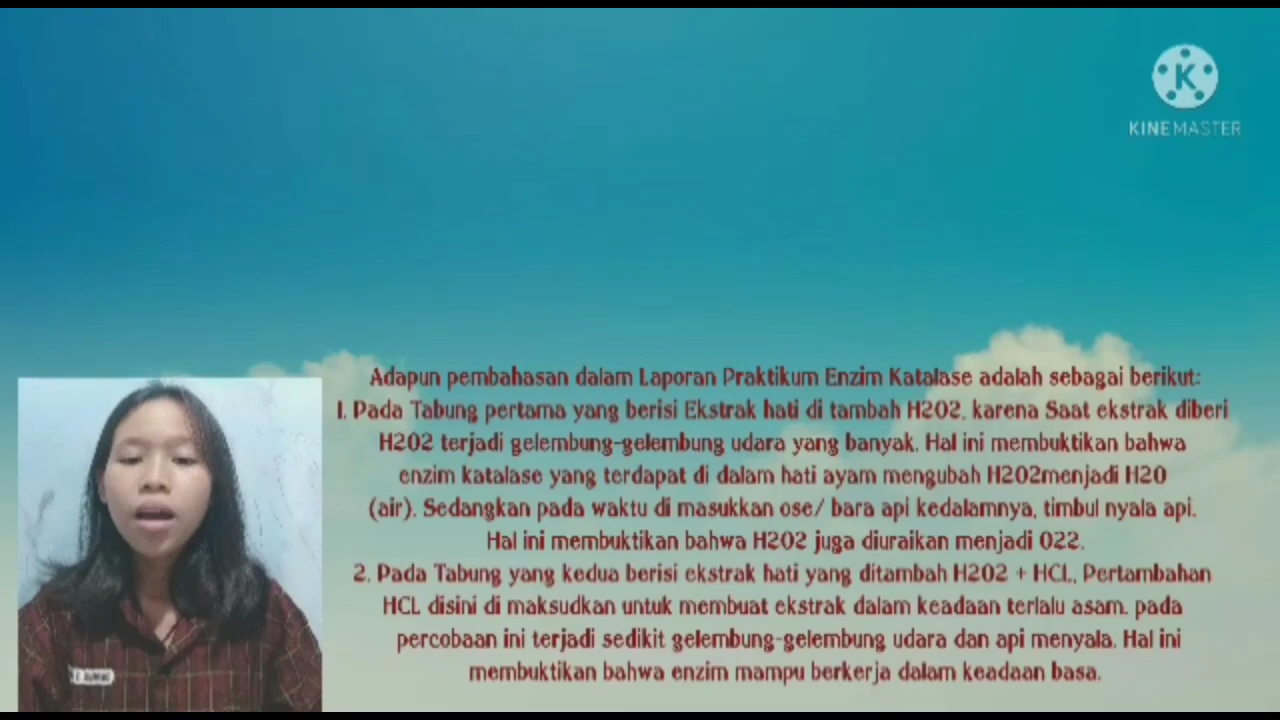 KINEMASTER
Adapun pembahasan dalam Laporan Praktikum Enzim Katalase adalah sebagai berikut:
1. Pada Tabung pertama yang berisi Ekstrak hati di tambah H2O2, karena Saat ekstrak diberi
H2O2 terjadi gelembung-gelembung udara yang banyak. Hal ini membuktikan bahwa
enzim katalase yang terdapat di dalam hati ayam mengubah H2O2menjadi H2O
(air). Sedangkan pada waktu di masukkan ose/ bara api kedalamnya, timbul nyala api.
Hal ini membuktikan bahwa H2O2 juga diuraikan menjadi O22.
2. Pada Tabung yang kedua berisi ekstrak hati yang ditambah H2O2 + HCL, Pertambahan
HCL disini di maksudkan untuk membuat ekstrak dalam keadaan terlalu asam. pada
percobaan ini terjadi sedikit gelembung-gelembung udara dan api menyala. Hal ini
membuktikan bahwa enzim mampu berkerja dalam keadaan basa.